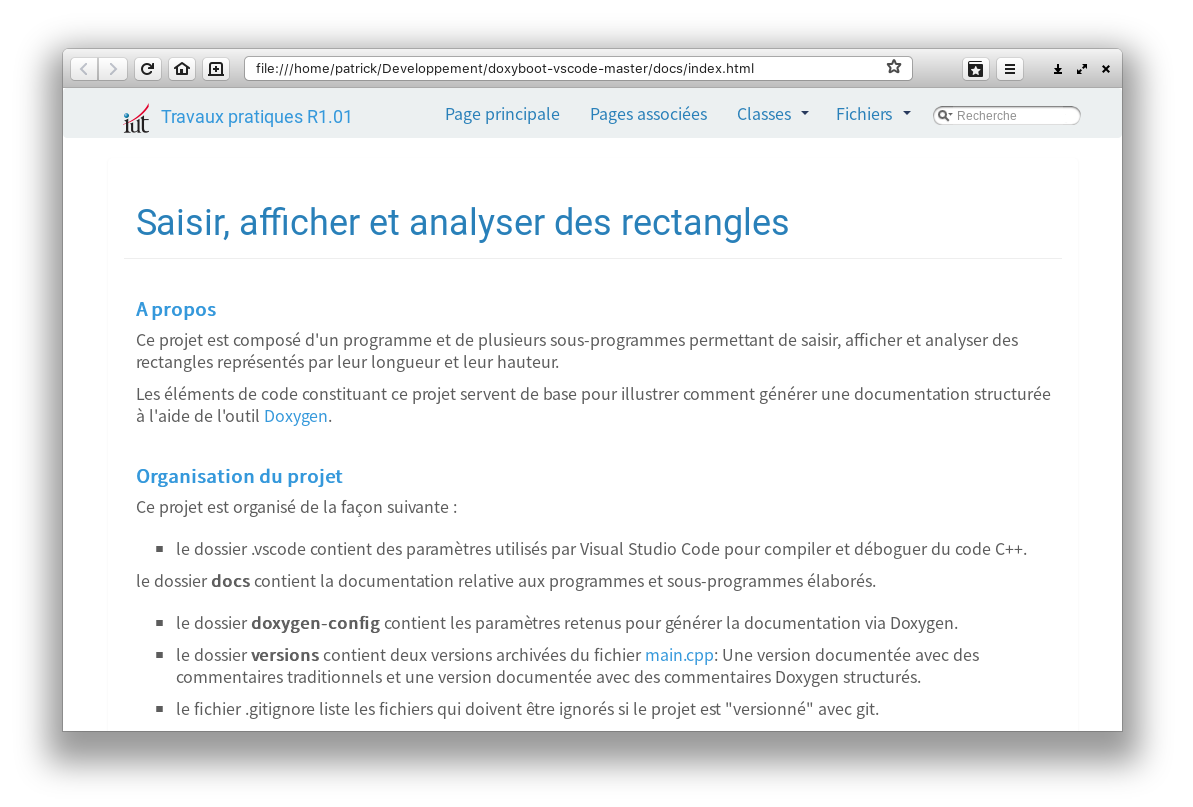 file:///home/patrick/Developpement/doxyboot-vscode-master/docs/index.html
iut
Travaux pratiques R1.01
Page principale
Pages associées
Classes
Fichiers
Recherche
Saisir, afficher et analyser des rectangles
A propos
Ce projet est composé d'un programme et de plusieurs sous-programmes permettant de saisir, afficher et analyser des
rectangles représentés par leur longueur et leur hauteur.
Les éléments de code constituant ce projet servent de base pour illustrer comment générer une documentation structurée
à l'aide de l'outil Doxygen.
Organisation du projet
Ce projet est organisé de la façon suivante :
le dossier .vscode contient des paramètres utilisés par Visual Studio Code pour compiler et déboguer du code C++.
le dossier docs contient la documentation relative aux programmes et sous-programmes élaborés.
le dossier doxygen-config contient les paramètres retenus pour générer la documentation via Doxygen.
le dossier versions contient deux versions archivées du fichier main.cpp: Une version documentée avec des
commentaires traditionnels et une version documentée avec des commentaires Doxygen structurés.
le fichier .gitignore liste les fichiers qui doivent être ignorés si le projet est "versionné" avec git.